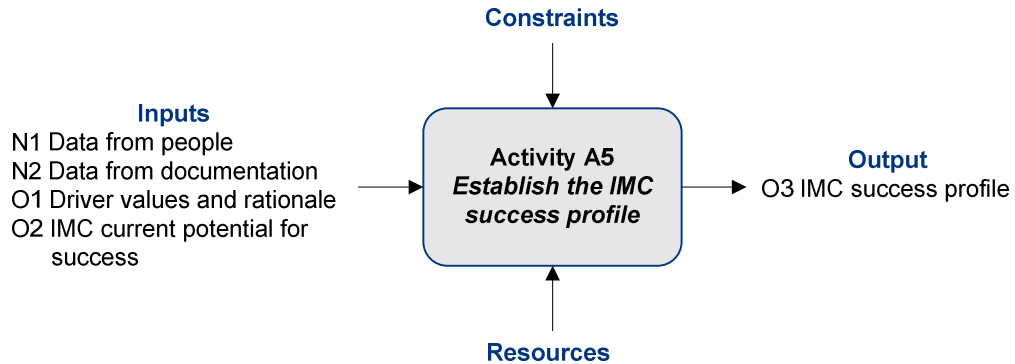 Constraints
Inputs
N1 Data from people
N2 Data from documentation
O1 Driver values and rationale
O2 IMC current potential for
success
Activity A5
Establish the IMC
success profile
Output
O3 IMC success profile
Resources